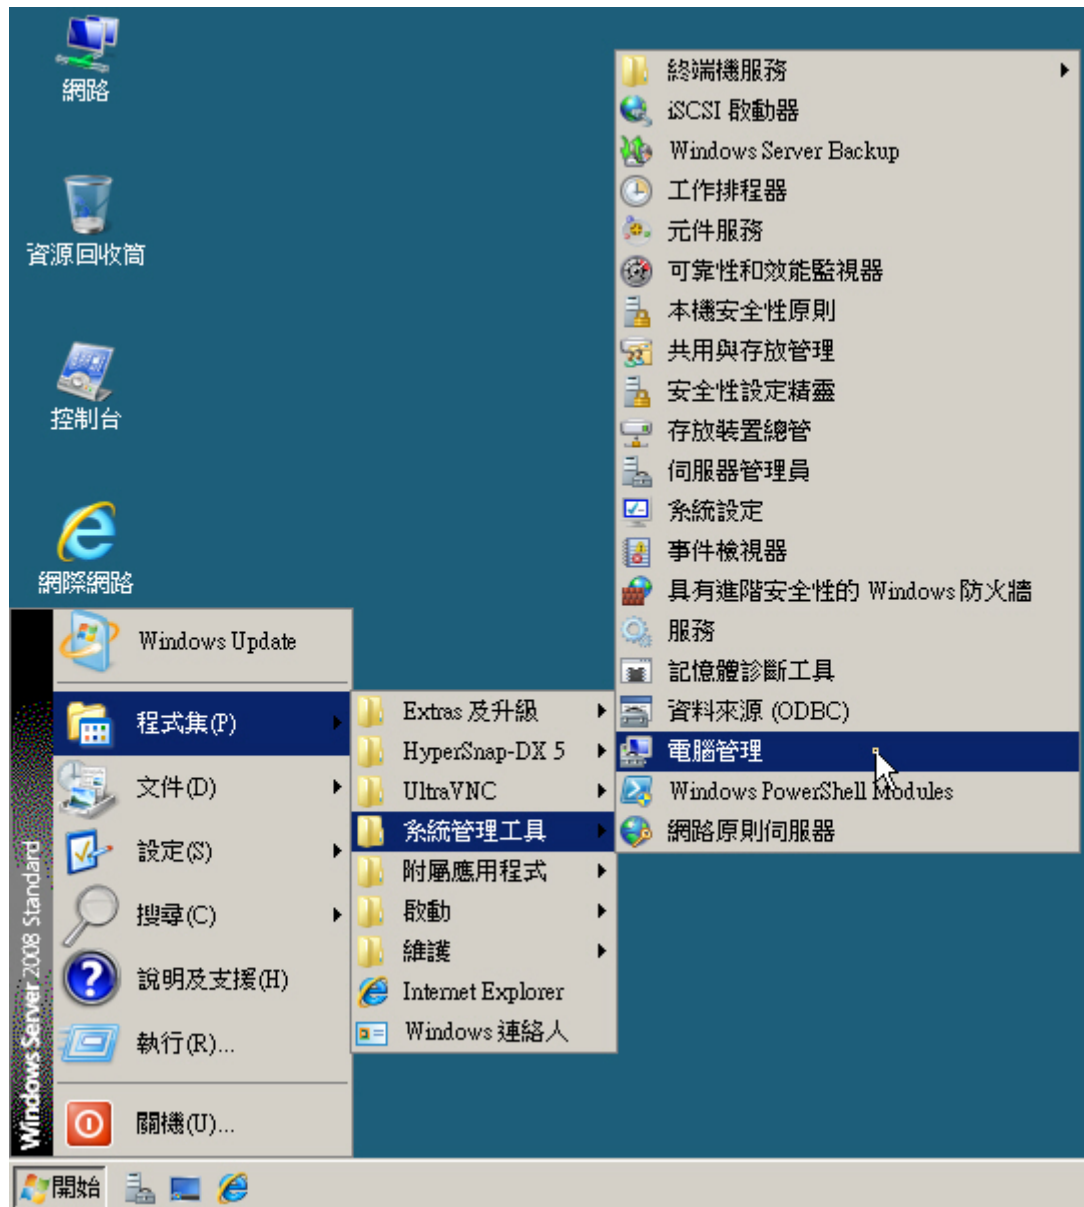 網路
資源回收筒
控制台
網際網路
Windows Server 2008 Standard
Windows Update
程式集(P)
文件(D)
設定(S)
搜尋(C)
說明及支援(H)
執行(R)...
關機(U)...
開始
Extras 及升級
HyperSnap-DX 5
UltraVNC
系統管理工具
附屬應用程式
啟動
維護
Internet Explorer
Windows 連絡人
終端機服務
iSCSI 啟動器
Windows Server Backup
工作排程器
元件服務
可靠性和效能監視器
本機安全性原則
共用與存放管理
安全性設定精靈
存放裝置總管
伺服器管理員
系統設定
事件檢視器
具有進階安全性的 Windows 防火牆
服務
記憶體診斷工具
資料來源 (ODBC)
電腦管理
Windows PowerShell Modules
網路原則伺服器